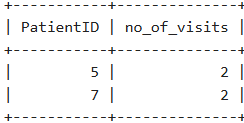 +-----------+--------------+
| PatientID | no_of_visits |
+-----------+--------------+
|         5 |            2 |
|         7 |            2 |
+-----------+--------------+